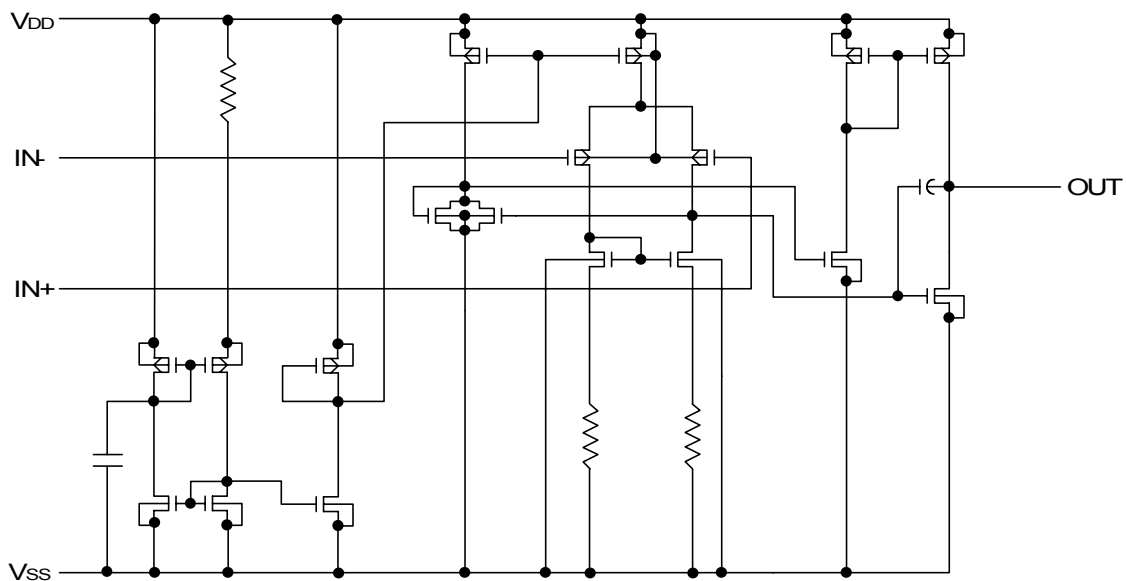 VDD
IN-
OUT
IN+
VSS